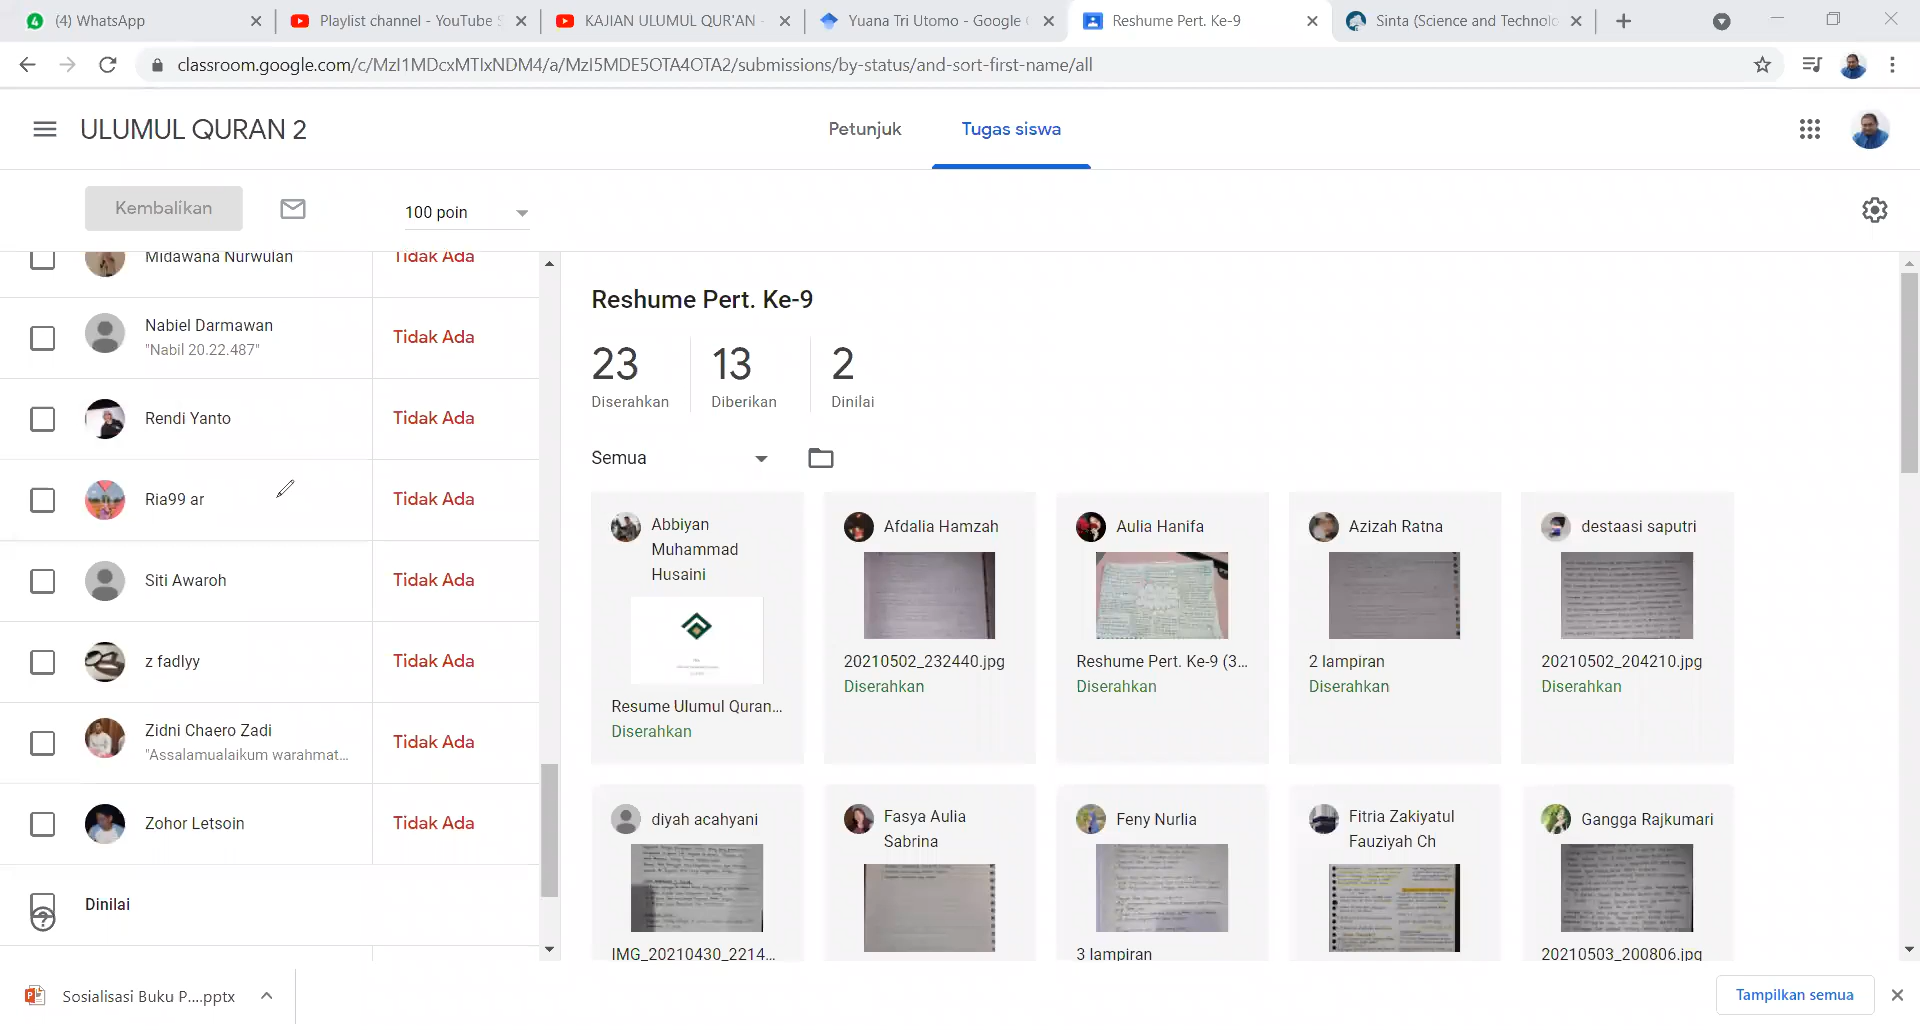 (4) WhatsApp
Playlist channel - YouTube S
KAJIAN ULUMUL QUR'AN -
Yuana Tri Utomo - Google
Reshume Pert. Ke-9
Sinta (Science and Technolo
classroom.google.com/c/MzI1MDcxMTIxNDM4/a/MzI5MDE5OTA4OTA2/submissions/by-status/and-sort-first-name/all
ULUMUL QURAN 2
Petunjuk
Tugas siswa
Kembalikan
100 poin
Midawana Nurwulan
Tidak Ada
Nabiel Darmawan
"Nabil 20.22.487"
Tidak Ada
Rendi Yanto
Tidak Ada
Ria99 ar
Tidak Ada
Siti Awaroh
Tidak Ada
z fadlyy
Tidak Ada
Zidni Chaero Zadi
"Assalamualaikum warahmat...
Tidak Ada
Zohor Letsoin
Tidak Ada
Dinilai
Reshume Pert. Ke-9
23
Diserahkan
13
Diberikan
2
Dinilai
Semua
Abbiyan
Muhammad
Husaini
Resume Ulumul Quran...
Diserahkan
Afdalia Hamzah
20210502_232440.jpg
Diserahkan
Aulia Hanifa
Reshume Pert. Ke-9 (3...
Diserahkan
Azizah Ratna
2 lampiran
Diserahkan
destaasi saputri
20210502_204210.jpg
Diserahkan
diyah acahyani
IMG_20210430_2214...
Fasya Aulia
Sabrina
Feny Nurlia
3 lampiran
Fitria Zakiyatul
Fauziyah Ch
Gangga Rajkumari
20210503_200806.jpg
Sosialisasi Buku P....pptx
Tampilkan semua